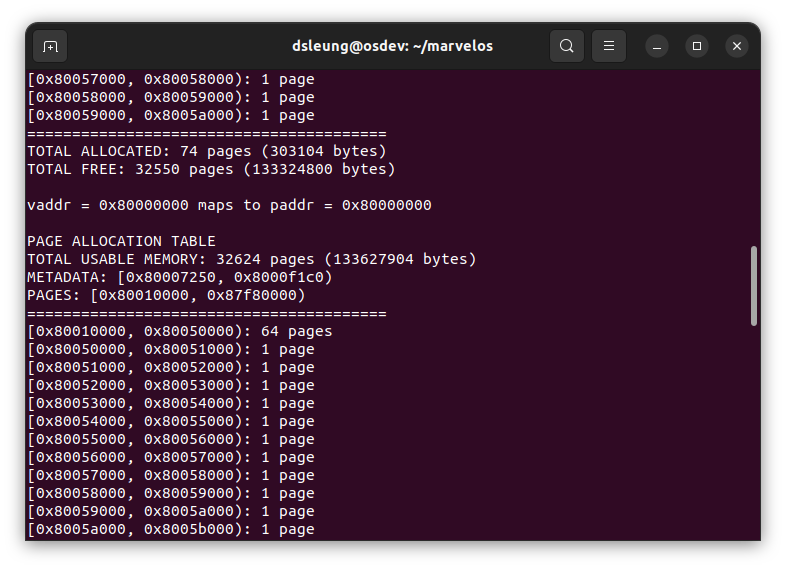 dsleung@osdev: ~/marvelos
[0x80057000, 0x80058000): 1 page
[0x80058000, 0x80059000): 1 page
[0x80059000, 0x8005a000): 1 page
========================================
TOTAL ALLOCATED: 74 pages (303104 bytes)
TOTAL FREE: 32550 pages (133324800 bytes)
vaddr = 0x80000000 maps to paddr = 0x80000000
PAGE ALLOCATION TABLE
TOTAL USABLE MEMORY: 32624 pages (133627904 bytes)
METADATA: [0x80007250, 0x8000f1c0)
PAGES: [0x80010000, 0x87f80000)
========================================
[0x80010000, 0x80050000): 64 pages
[0x80050000, 0x80051000): 1 page
[0x80051000, 0x80052000): 1 page
[0x80052000, 0x80053000): 1 page
[0x80053000, 0x80054000): 1 page
[0x80054000, 0x80055000): 1 page
[0x80055000, 0x80056000): 1 page
[0x80056000, 0x80057000): 1 page
[0x80057000, 0x80058000): 1 page
[0x80058000, 0x80059000): 1 page
[0x80059000, 0x8005a000): 1 page
[0x8005a000, 0x8005b000): 1 page